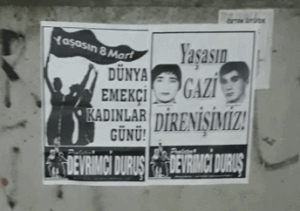 Yaşasın 8 Mart
DÜNYA
EMEKÇİ
KADINLAR
GÜNÜ!
DEVRİMCİ DURUŞ
Yaşasın
GAZİ
DİRENİŞİMİZ!
DEVRİMCİ DURUŞ